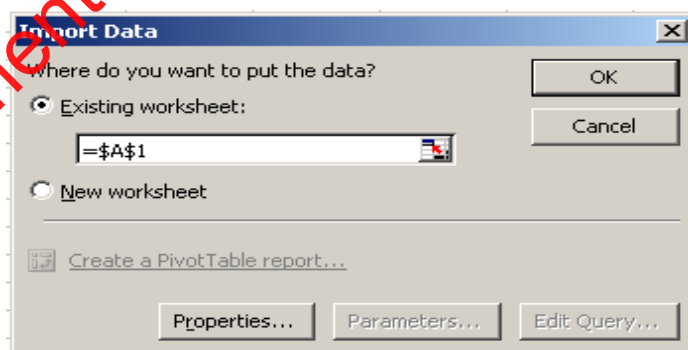 Import Data
Where do you want to put the data?
OK
Existing worksheet:
Cancel
=$A$1
New worksheet
Create a PivotTable report...
Properties...
Parameters...
Edit Query...